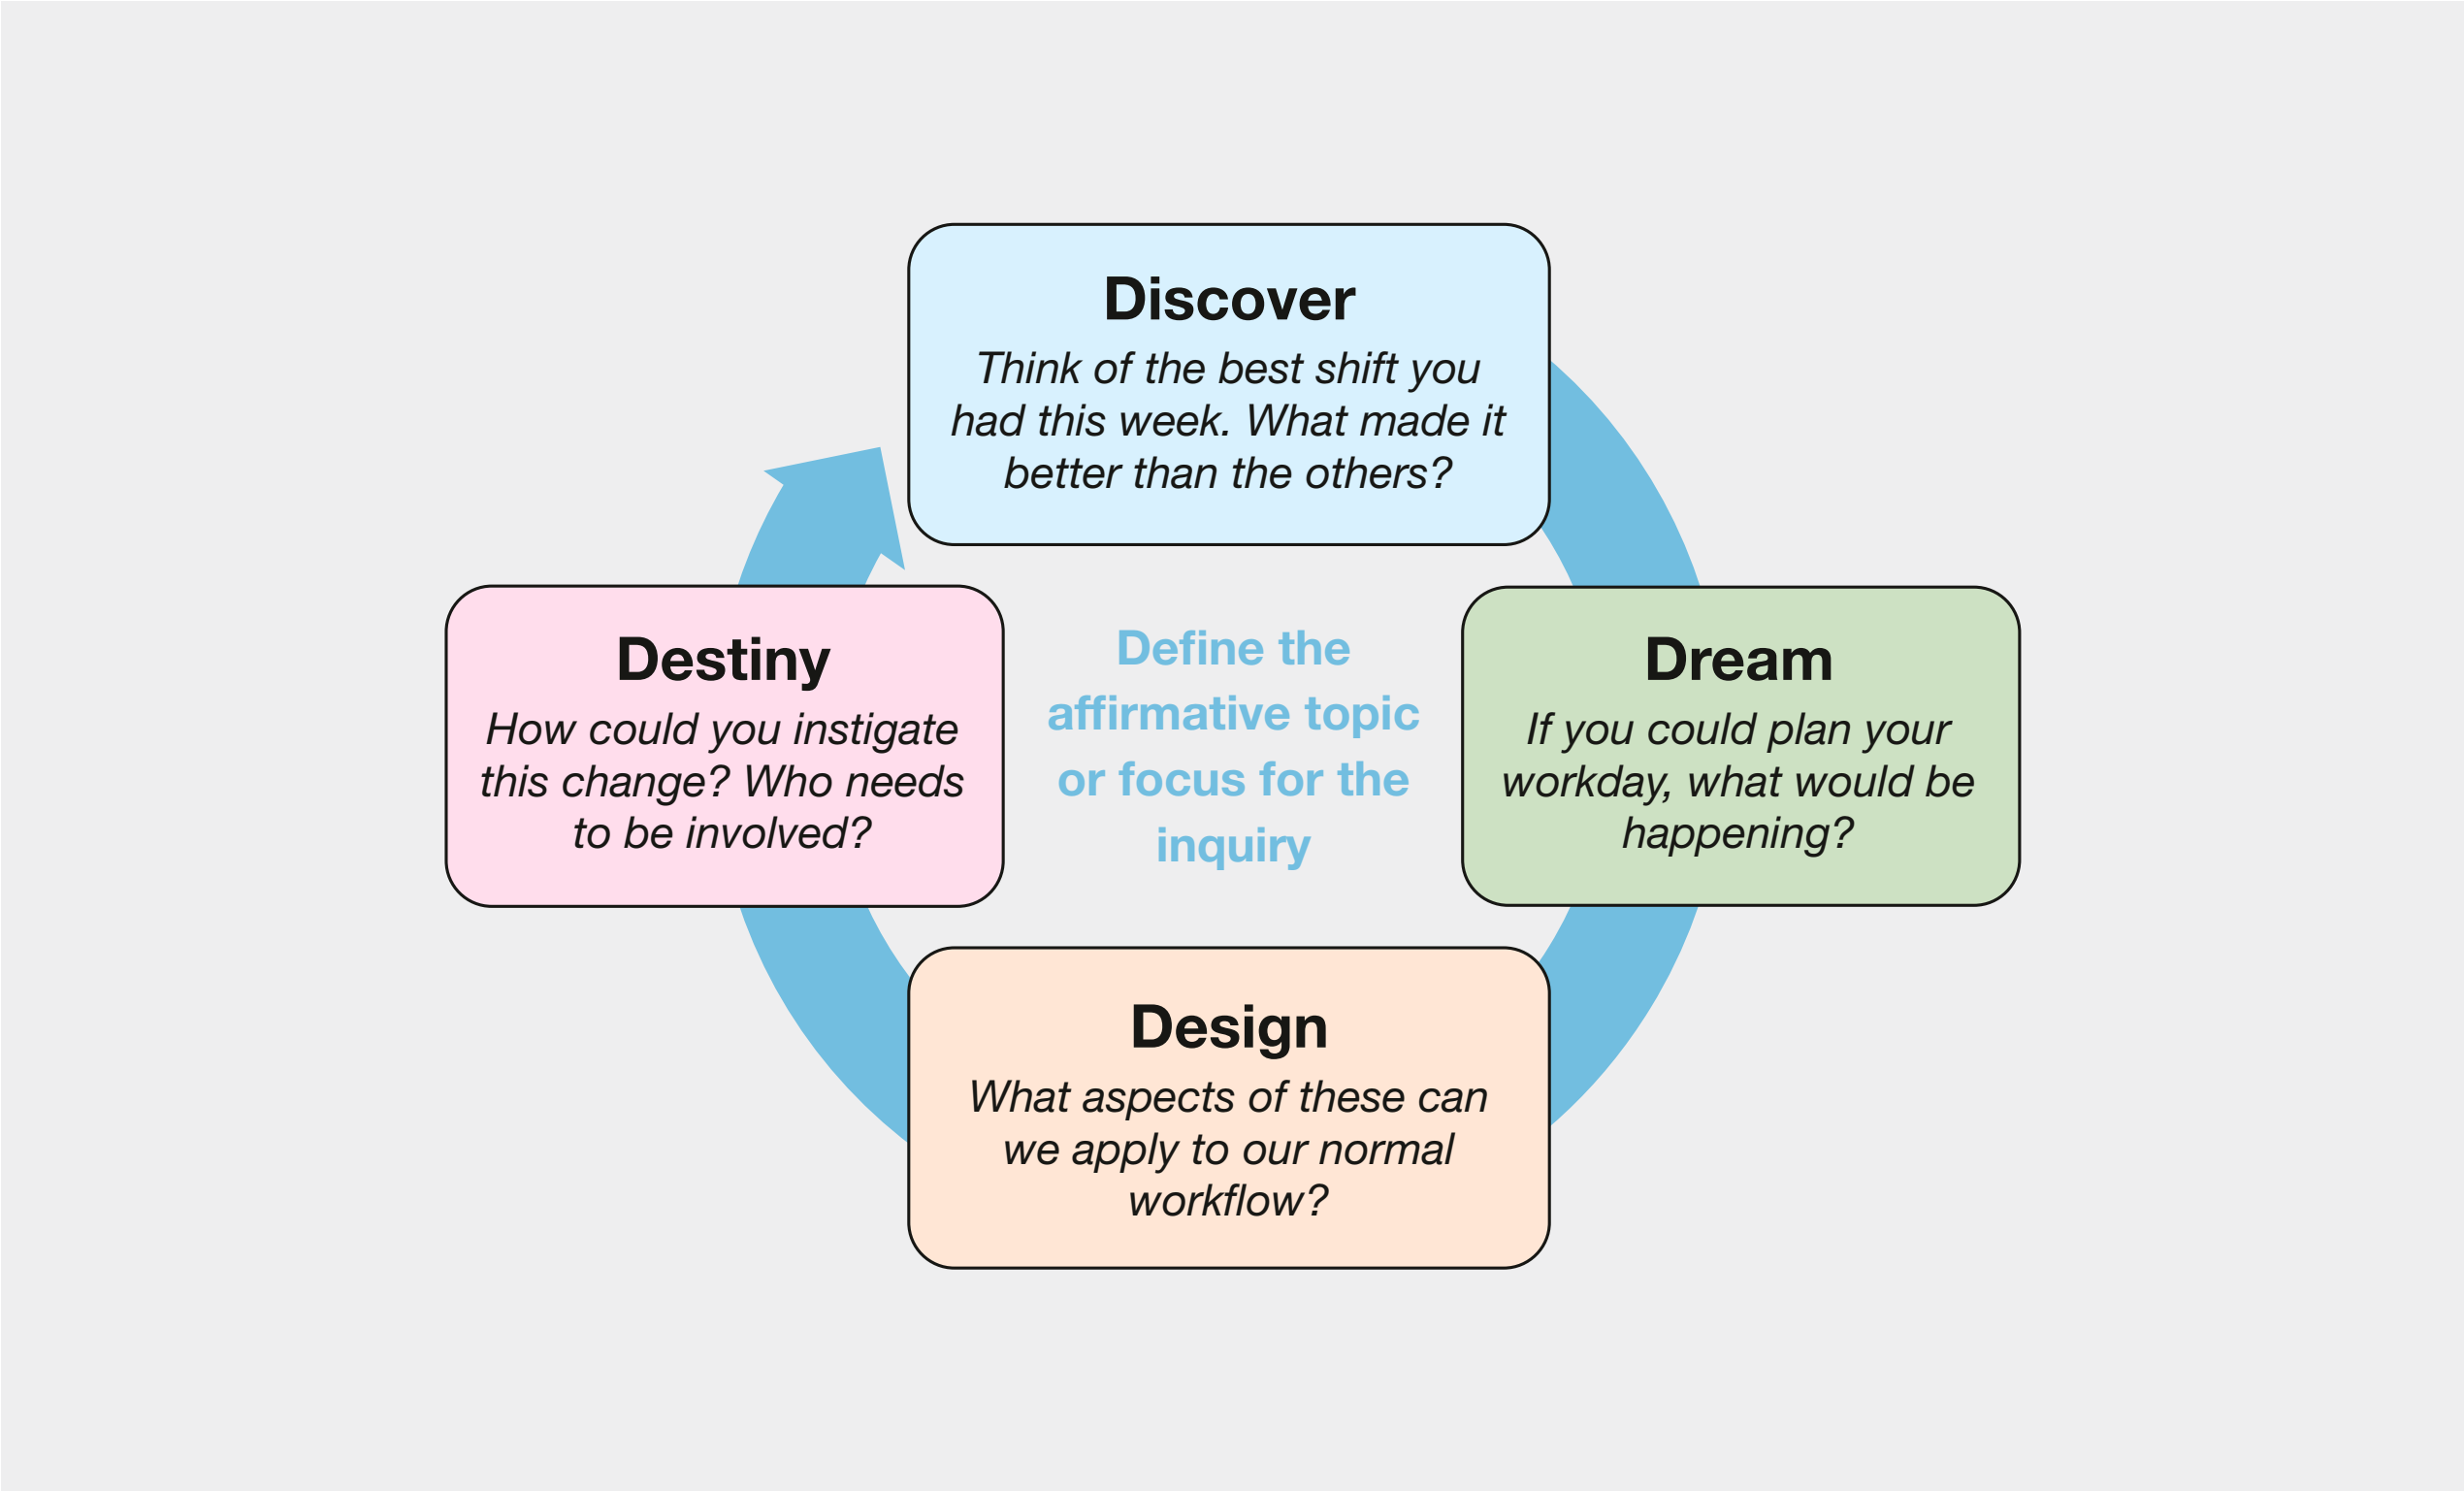 Discover
Think of the best shift you
had this week. What made it
better than the others?
Destiny
How could you instigate
this change? Who needs
to be involved?
Define the
affirmative topic
or focus for the
inquiry
Dream
If you could plan your
workday, what would be
happening?
Design
What aspects of these can
we apply to our normal
workflow?